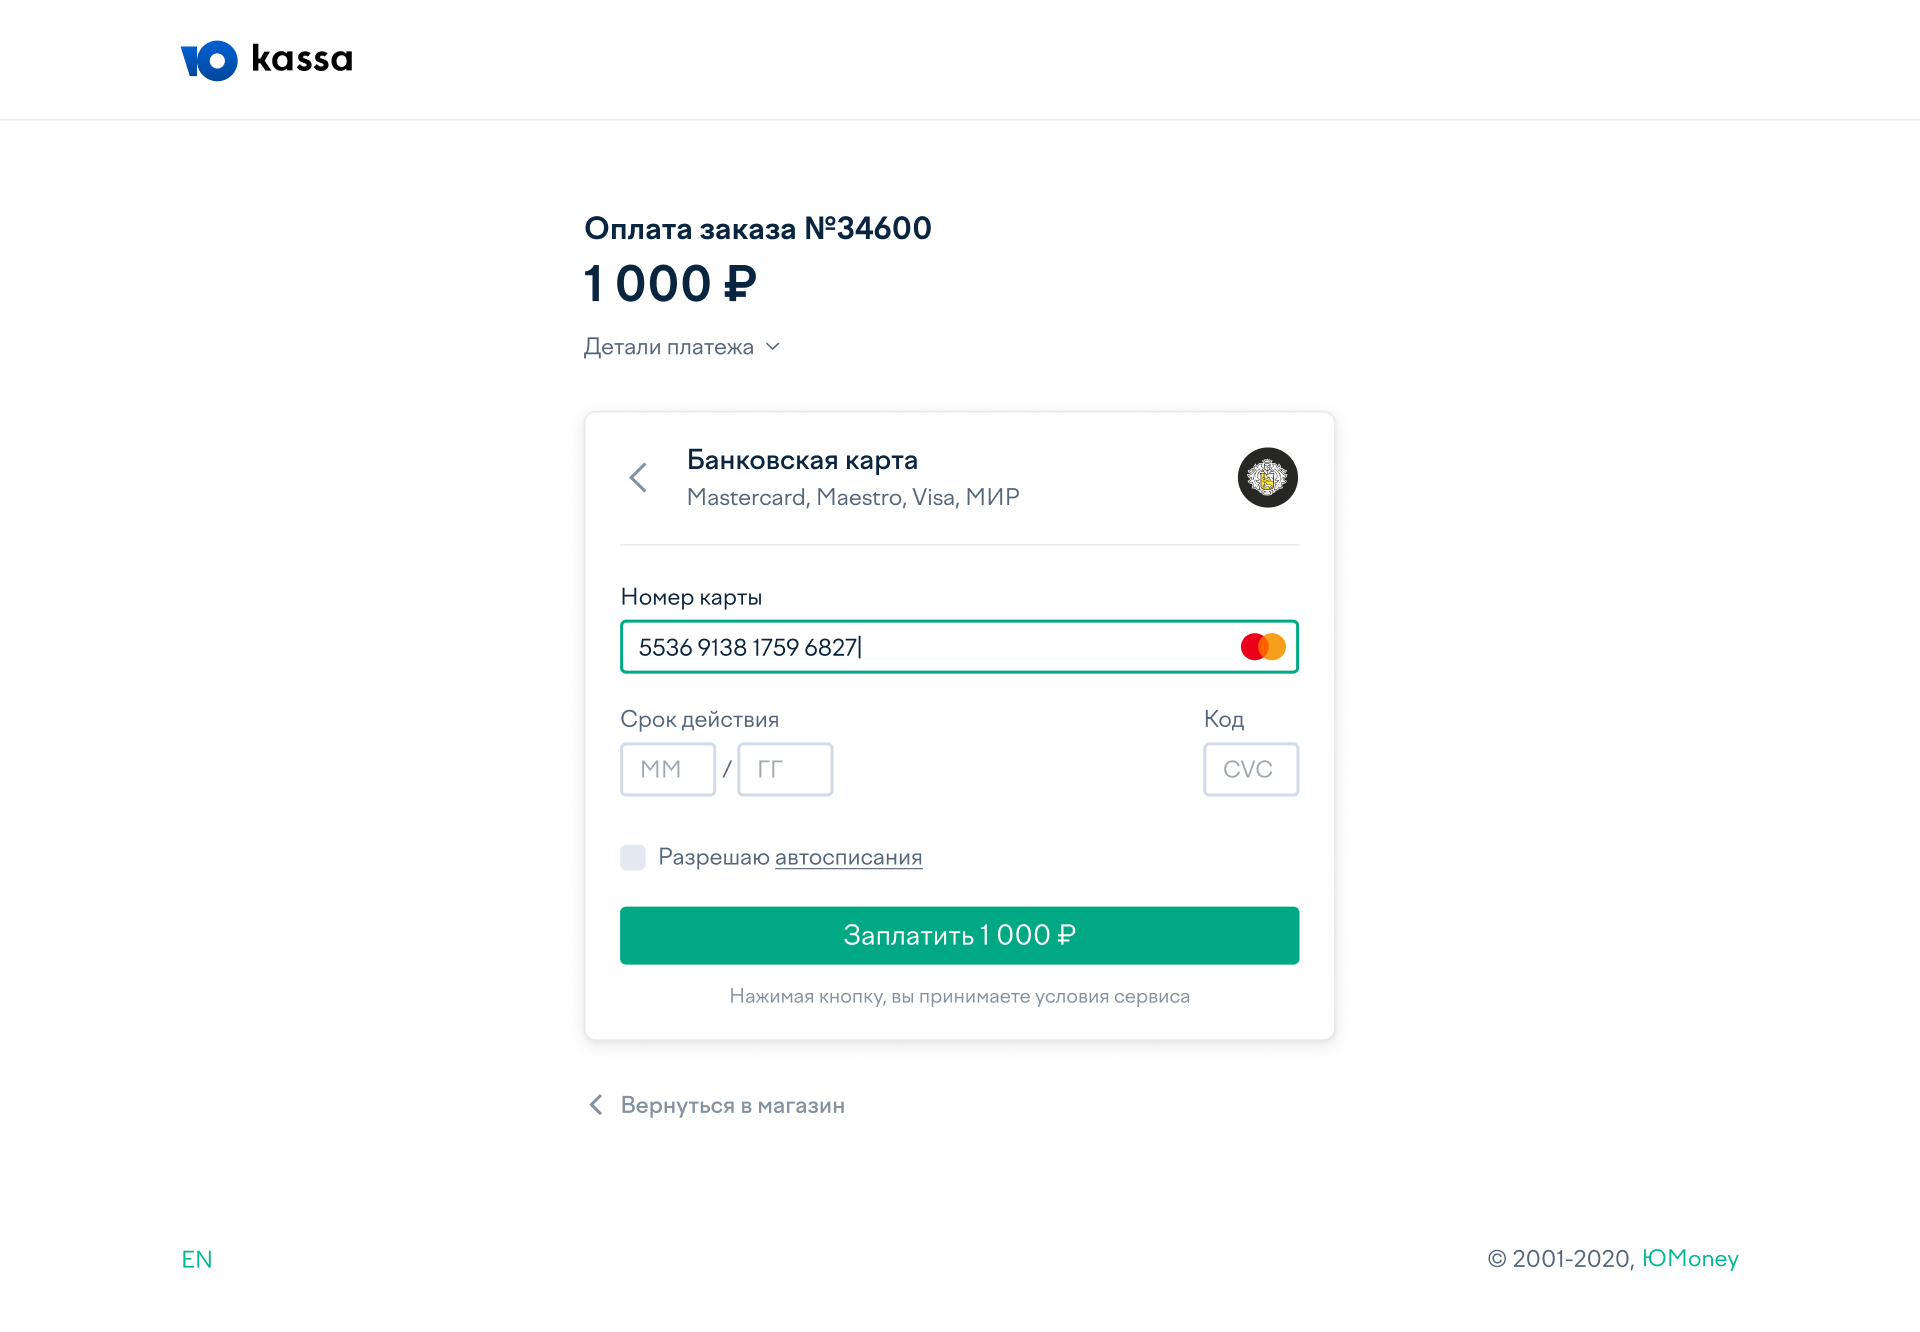 Ю kassa
Оплата заказа №34600
1 000 ₽
Детали платежа
Банковская карта
Mastercard, Maestro, Visa, МИР
Номер карты
5536 9138 1759 6827
Срок действия
Код
ММ / ГГ
CVC
Разрешаю автосписания
Заплатить 1 000 ₽
Нажимая кнопку, вы принимаете условия сервиса
Вернуться в магазин
EN
© 2001-2020, ЮMoney